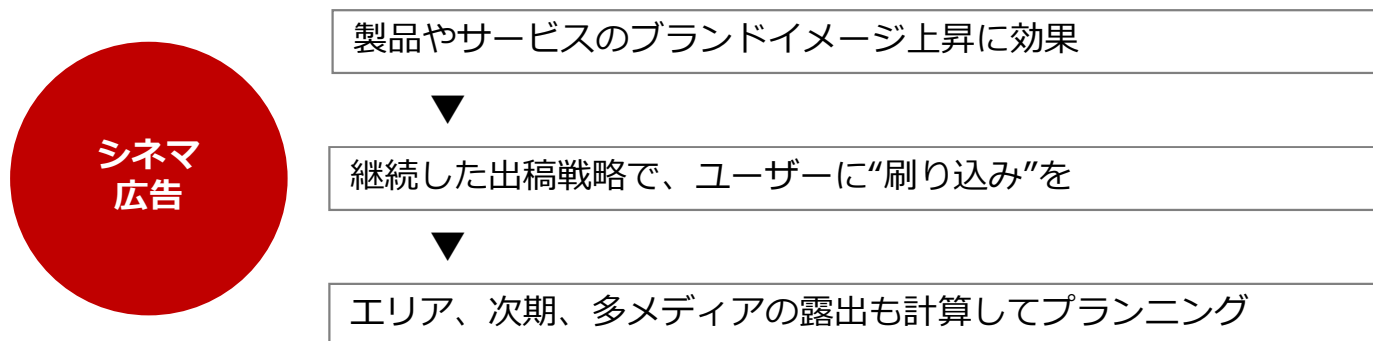 シネマ
広告
製品やサービスのブランドイメージ上昇に効果
▼
継続した出稿戦略で、ユーザーに“刷り込み”を
▼
エリア、次期、多メディアの露出も計算してプランニング